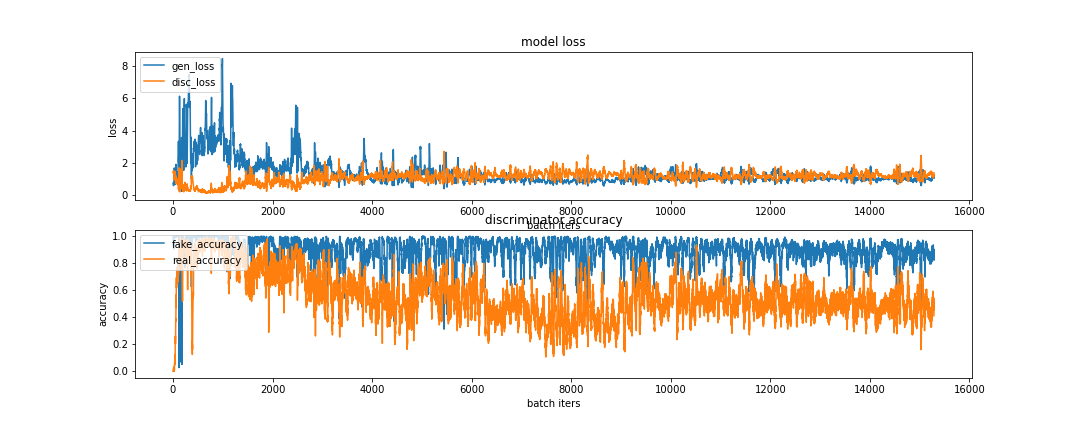 model loss
gen_loss
disc_loss
loss
8
6
4
2
0
0 2000 4000 6000 8000 10000 12000 14000 16000
batch iters
discriminator accuracy
fake_accuracy
real_accuracy
accuracy
1.0
0.8
0.6
0.4
0.2
0.0
0 2000 4000 6000 8000 10000 12000 14000 16000
batch iters